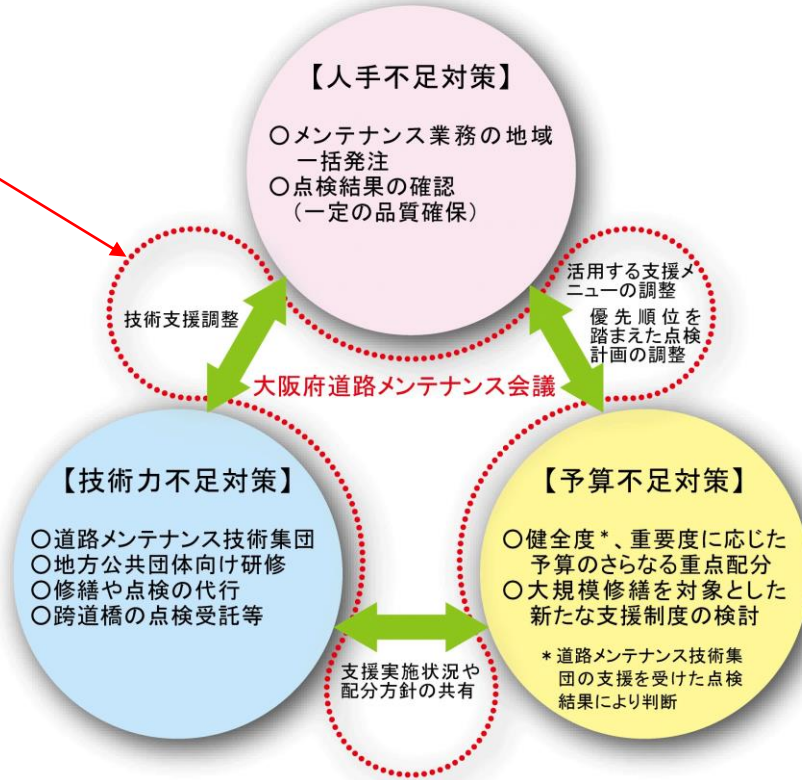 【人手不足対策】
○メンテナンス業務の地域
一括発注
○点検結果の確認
(一定の品質確保)
技術支援調整
活用する支援メ
ニューの調整
優先順位を
踏まえた点検
計画の調整
大阪府道路メンテナンス会議
【技術力不足対策】
○道路メンテナンス技術集団
○地方公共団体向け研修
○修繕や点検の代行
○跨道橋の点検受託等
【予算不足対策】
○健全度*、重要度に応じた
予算のさらなる重点配分
○大規模修繕を対象とした
新たな支援制度の検討
*道路メンテナンス技術集
団の支援を受けた点検
結果により判断
支援実施状況や
配分方針の共有